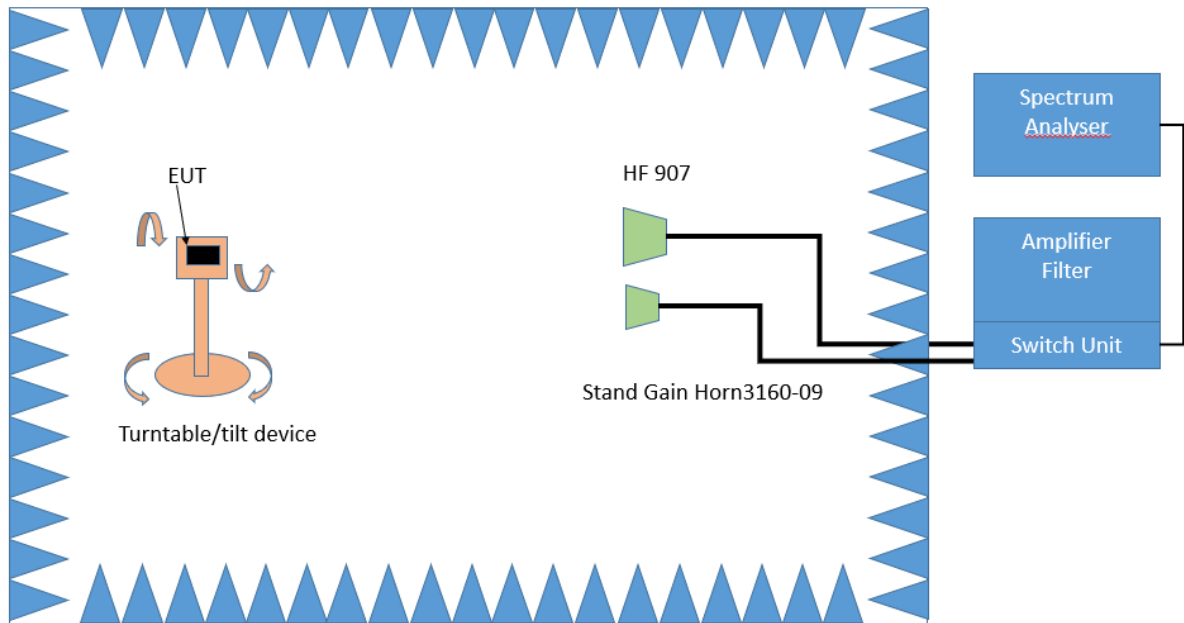 EUT
HF 907
Stand Gain Horn3160-09
Turntable/tilt device
Spectrum
Analyser
Amplifier
Filter
Switch Unit